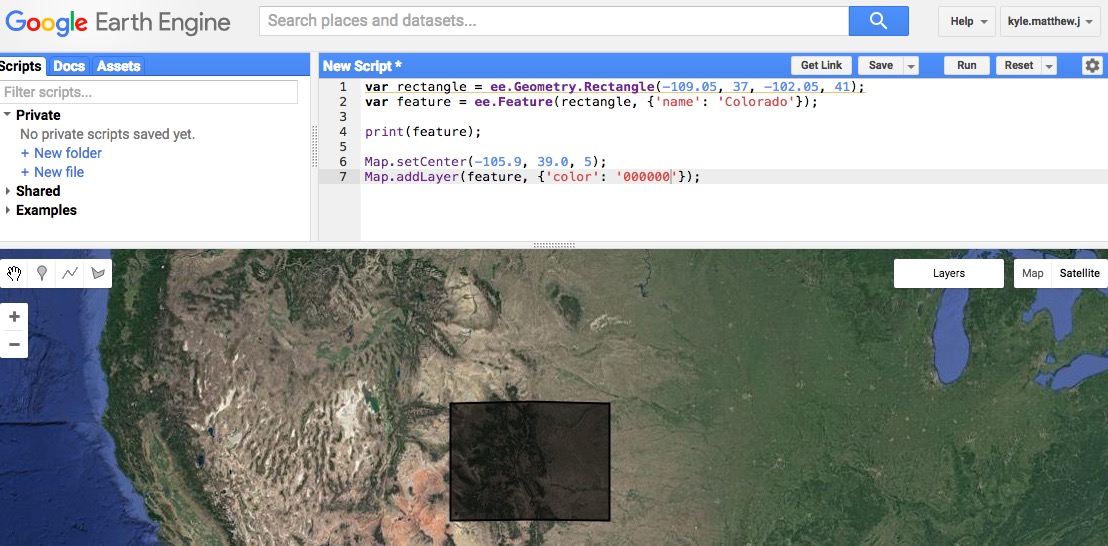 Google Earth Engine
Search places and datasets...
Help
kyle.matthew.j
Scripts Docs Assets
Filter scripts...
Private
No private scripts saved yet.
+ New folder
+ New file
Shared
Examples
New Script *
Get Link Save Run Reset
1 var rectangle = ee.Geometry.Rectangle(-109.05, 37, -102.05, 41);
2 var feature = ee.Feature(rectangle, {'name': 'Colorado'});
3
4 print(feature);
5
6 Map.setCenter(-105.9, 39.0, 5);
7 Map.addLayer(feature, {'color': '000000'});
+
−
Layers
Map Satellite